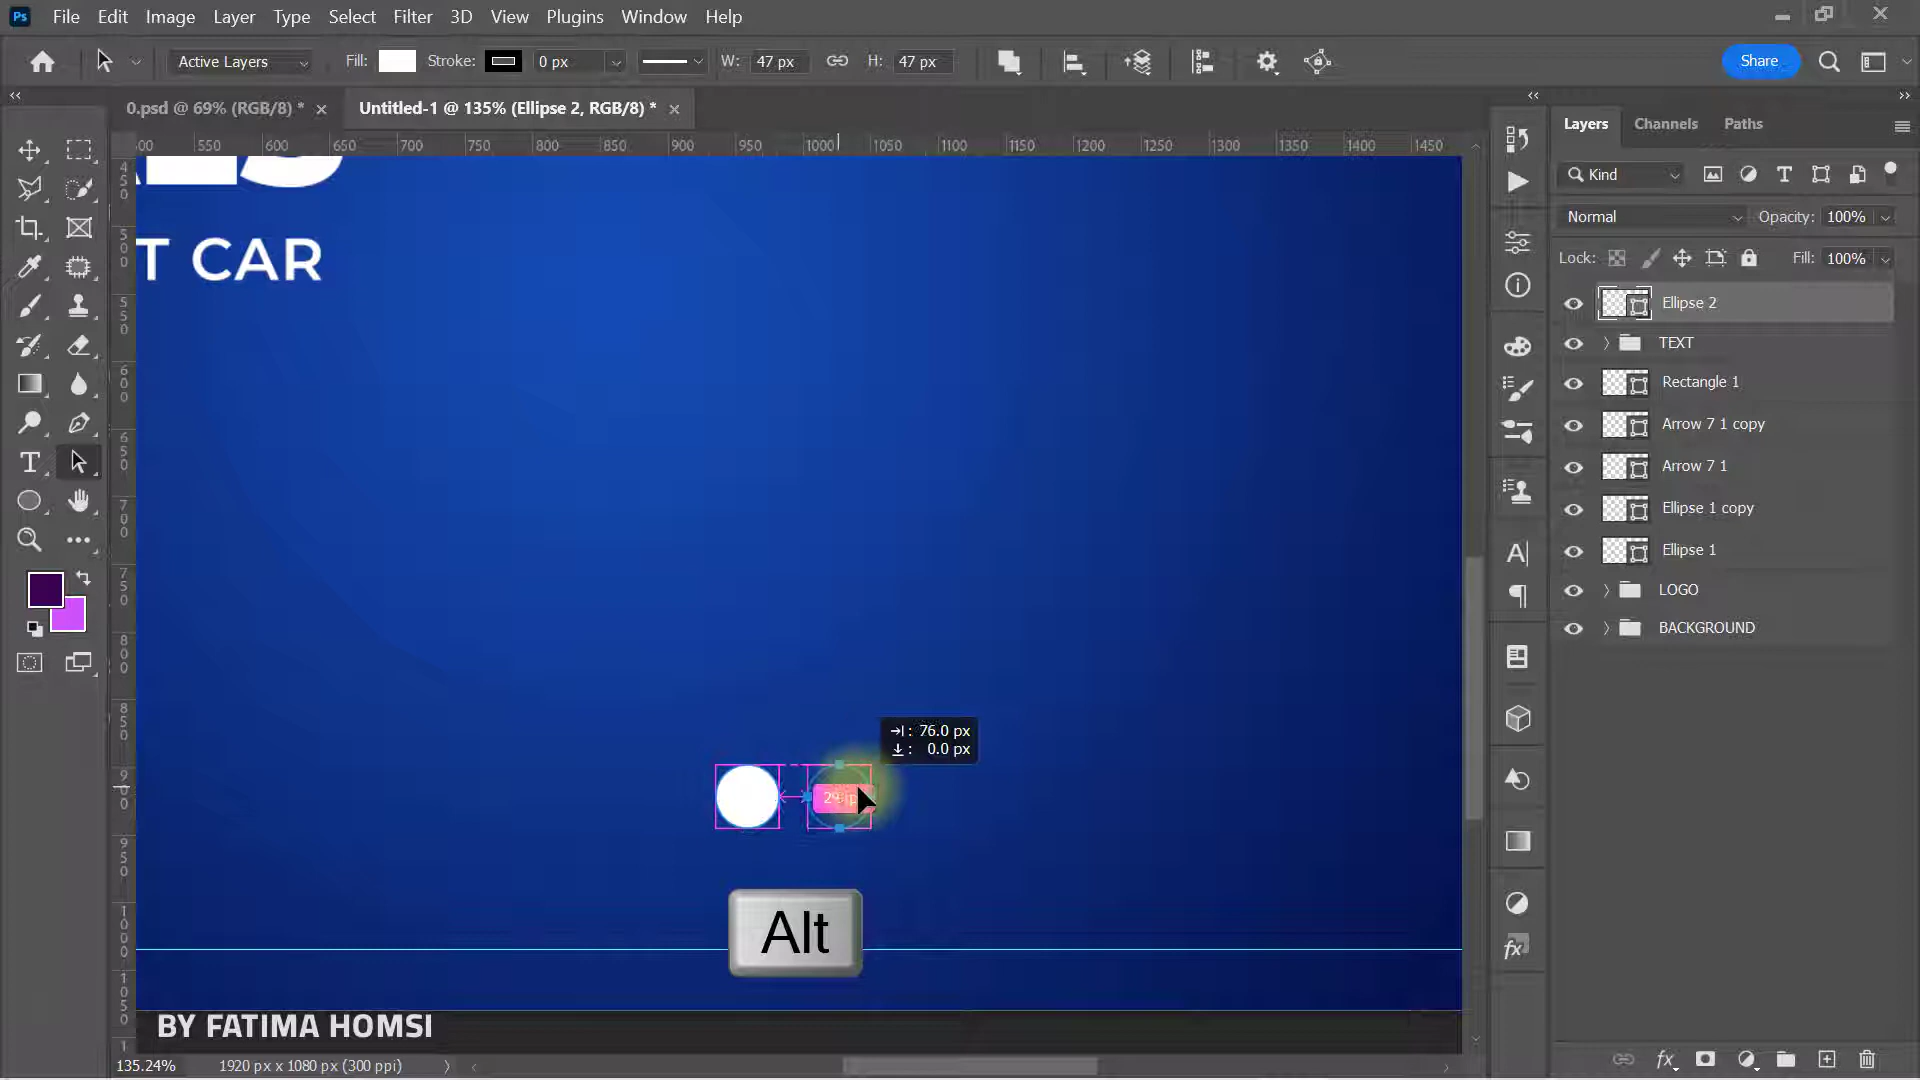 Ps File Edit Image Layer Type Select Filter 3D View Plugins Window Help
Active Layers Fill: Stroke: 0 px W: 47 px H: 47 px Share
0.psd @ 69% (RGB/8) * Untitled-1 @ 135% (Ellipse 2, RGB/8) *
550 600 650 700 750 800 850 900 950 1000 1050 1100 1150 1200 1250 1300 1350 1400 1450
T CAR
76.0 px
0.0 px
Alt
BY FATIMA HOMSI
135.24% 1920 px x 1080 px (300 ppi)
Layers Channels Paths
Kind
Normal Opacity: 100%
Lock: Fill: 100%
Ellipse 2
TEXT
Rectangle 1
Arrow 7 1 copy
Arrow 7 1
Ellipse 1 copy
Ellipse 1
LOGO
BACKGROUND
fx